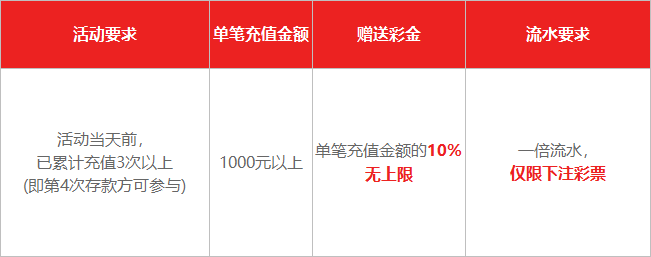 活动要求
单笔充值金额
赠送彩金
流水要求
活动当天前，
已累计充值3次以上
(即第4次存款方可参与)
1000元以上
单笔充值金额的10%
无上限
一倍流水，
仅限下注彩票